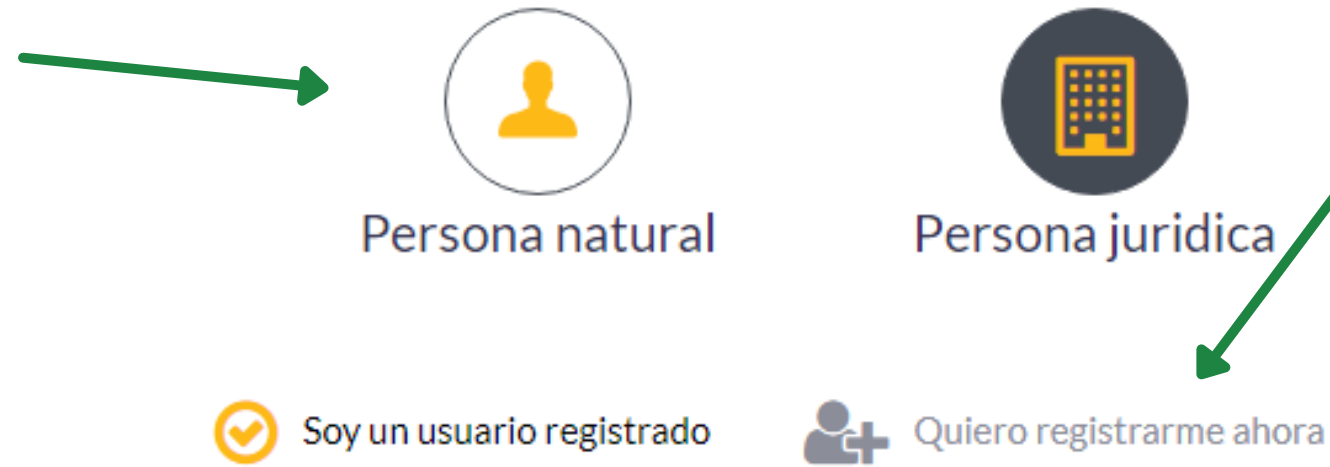 Persona natural
Persona juridica
Soy un usuario registrado
Quiero registrarme ahora